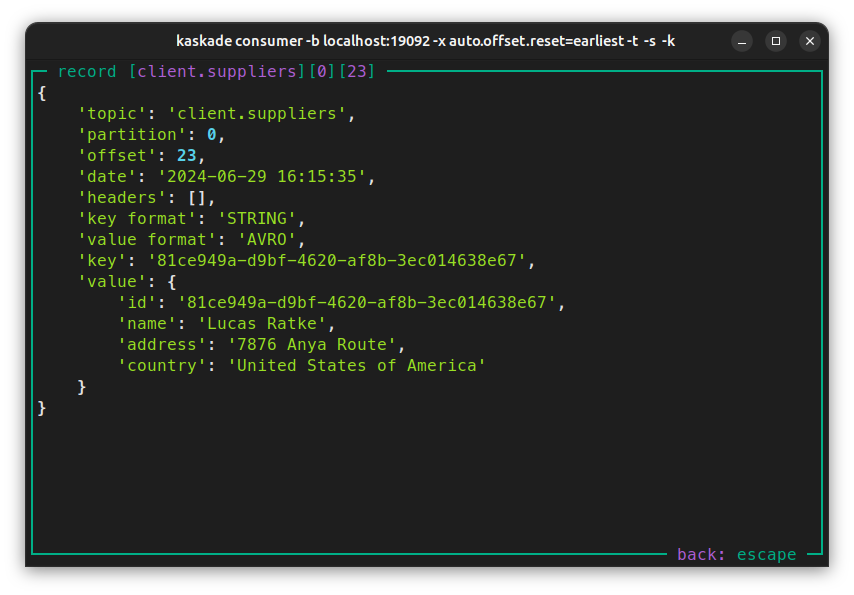 kaskade consumer -b localhost:19092 -x auto.offset.reset=earliest -t -s -k
record [client.suppliers][0][23]
{
    'topic': 'client.suppliers',
    'partition': 0,
    'offset': 23,
    'date': '2024-06-29 16:15:35',
    'headers': [],
    'key format': 'STRING',
    'value format': 'AVRO',
    'key': '81ce949a-d9bf-4620-af8b-3ec014638e67',
    'value': {
        'id': '81ce949a-d9bf-4620-af8b-3ec014638e67',
        'name': 'Lucas Ratke',
        'address': '7876 Anya Route',
        'country': 'United States of America'
    }
}
back: escape